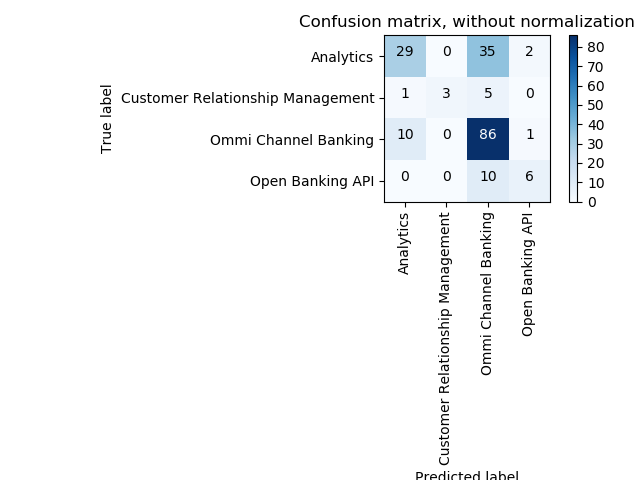 Confusion matrix, without normalization
True label
Analytics 29 0 35 2
Customer Relationship Management 1 3 5 0
Ommi Channel Banking 10 0 86 1
Open Banking API 0 0 10 6
Analytics
Customer Relationship Management
Ommi Channel Banking
Open Banking API
Predicted label
80
70
60
50
40
30
20
10
0